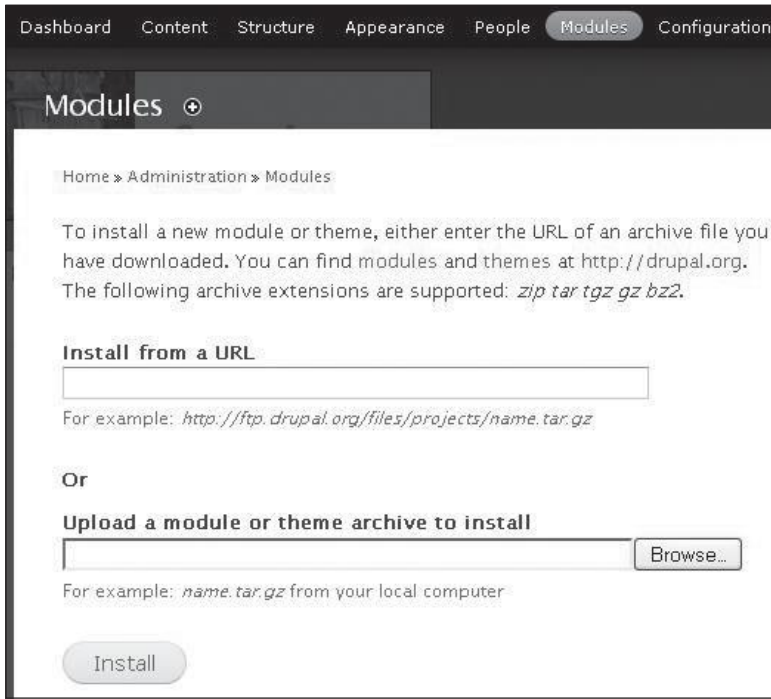 Dashboard Content Structure Appearance People Modules Configuration
Modules
Home » Administration » Modules
To install a new module or theme, either enter the URL of an archive file you
have downloaded. You can find modules and themes at http://drupal.org.
The following archive extensions are supported: zip tar tgz gz bz2.
Install from a URL
For example: http://ftp.drupal.org/files/projects/name.tar.gz
Or
Upload a module or theme archive to install
Browse...
For example: name.tar.gz from your local computer
Install